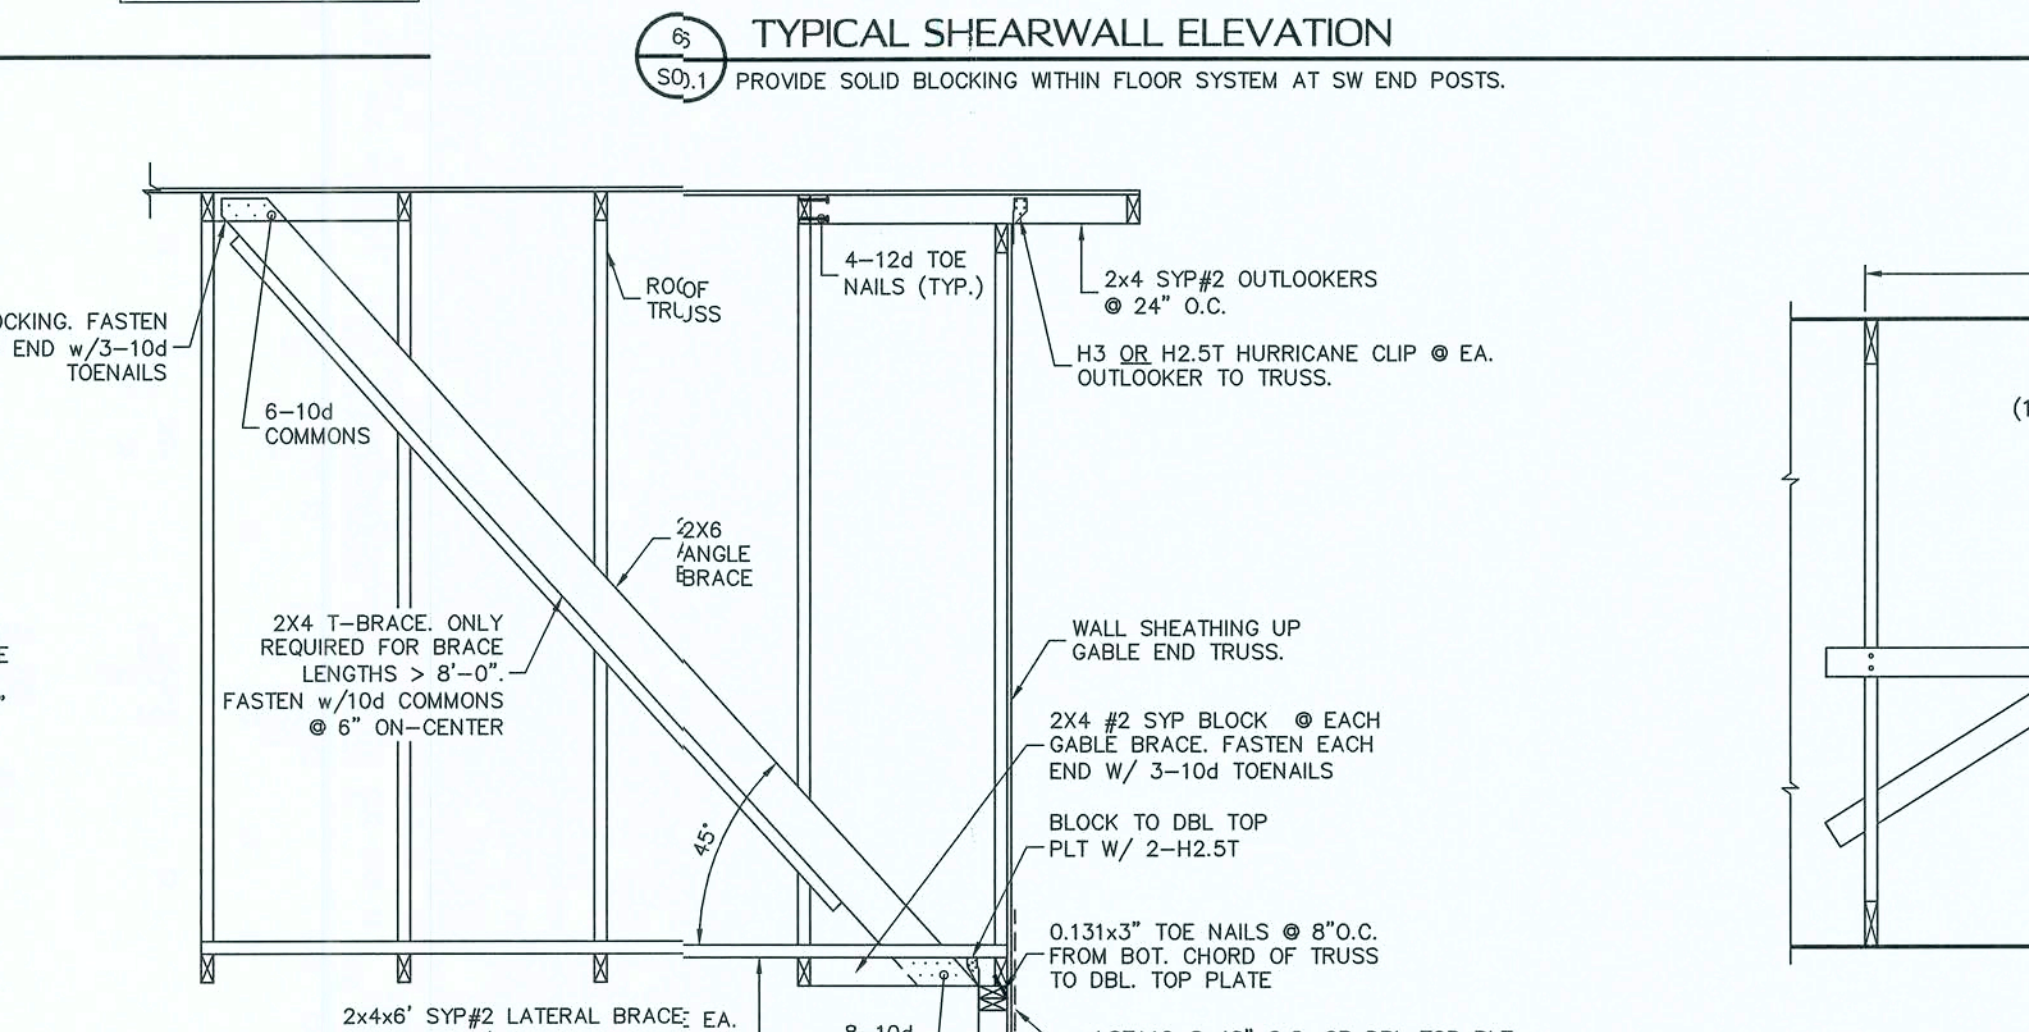 TYPICAL SHEARWALL ELEVATION
PROVIDE SOLID BLOCKING WITHIN FLOOR SYSTEM AT SW END POSTS.
FASTEN
END w/3-10d
TOENAILS
6-10d
COMMONS
ROOF
TRUSS
4-12d TOE
NAILS (TYP.)
2x4 SYP#2 OUTLOOKERS
@ 24" O.C.
H3 OR H2.5T HURRICANE CLIP @ EA.
OUTLOOKER TO TRUSS.
2X6
ANGLE
BRACE
2X4 T-BRACE. ONLY
REQUIRED FOR BRACE
LENGTHS > 8'-0".
FASTEN w/10d COMMONS
@ 6" ON-CENTER
45°
WALL SHEATHING UP
GABLE END TRUSS.
2X4 #2 SYP BLOCK @ EACH
GABLE BRACE. FASTEN EACH
END W/ 3-10d TOENAILS
BLOCK TO DBL TOP
PLT W/ 2-H2.5T
0.131x3" TOE NAILS @ 8"O.C.
FROM BOT. CHORD OF TRUSS
TO DBL. TOP PLATE
2x4x6' SYP#2 LATERAL BRACE EA.